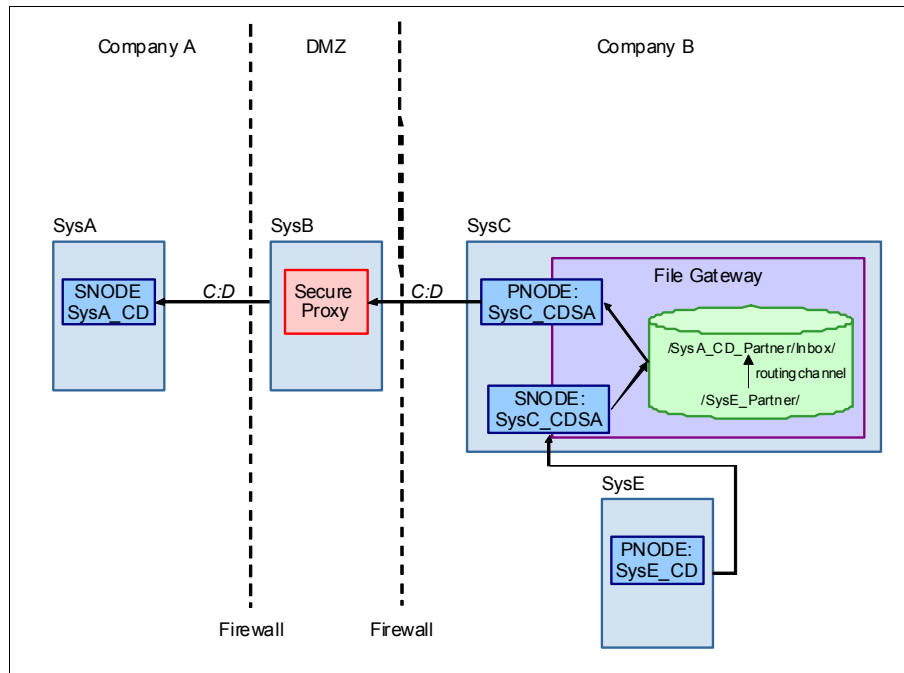 Company A
DMZ
Company B
SysA
SNODE
SysA_CD
C:D
SysB
Secure
Proxy
C:D
SysC
PNODE:
SysC_CDSA
File Gateway
/SysA_CD_Partner/Inbox/
routing channel
/SysE_Partner/
SNODE:
SysC_CDSA
SysE
PNODE:
SysE_CD
Firewall
Firewall